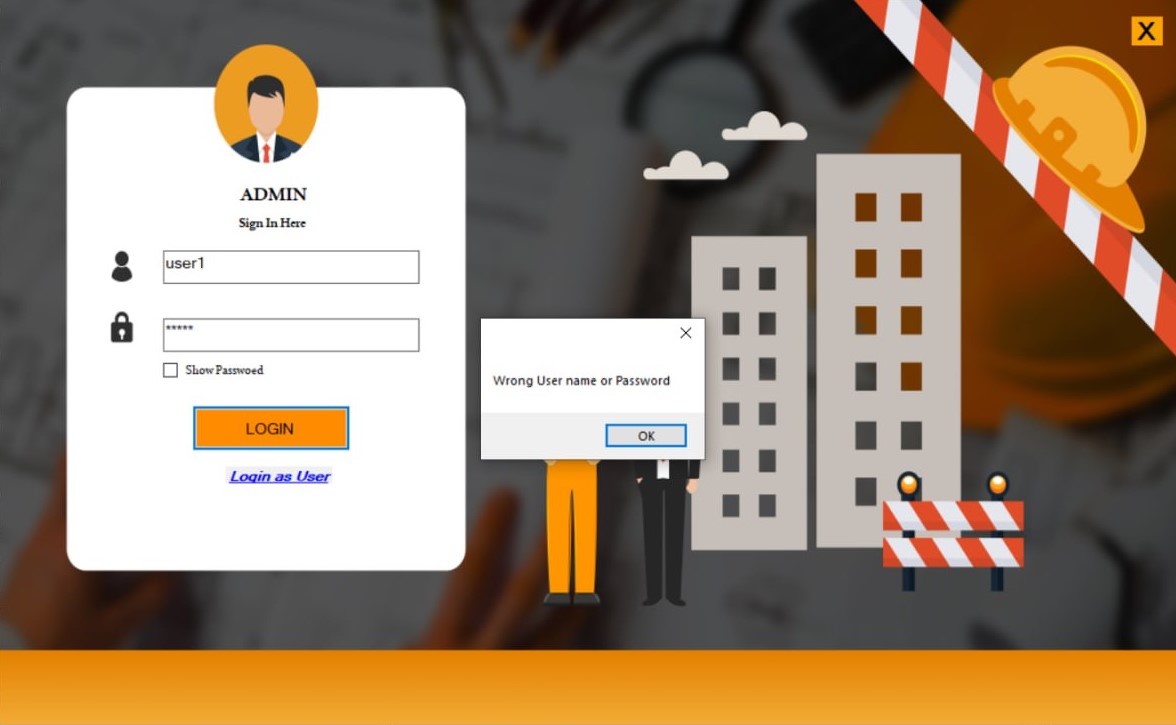 X
ADMIN
Sign In Here
user1
*****
Show Passwoed
LOGIN
Login as User
Wrong User name or Password
OK